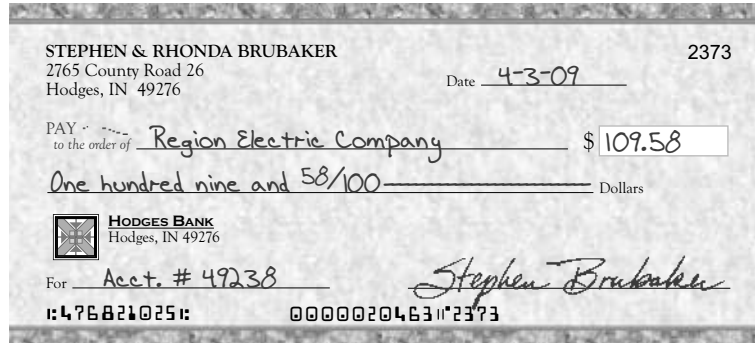 STEPHEN & RHONDA BRUBAKER
2373
2765 County Road 26
Hodges, IN 49276
Date 4-3-09
PAY
to the order of Region Electric Company $ 109.58
One hundred nine and 58/100 Dollars
HODGES BANK
Hodges, IN 49276
For Acct. # 49238 Stephen Brubaker
⑆476821025⑆ 0000020463⑈2373